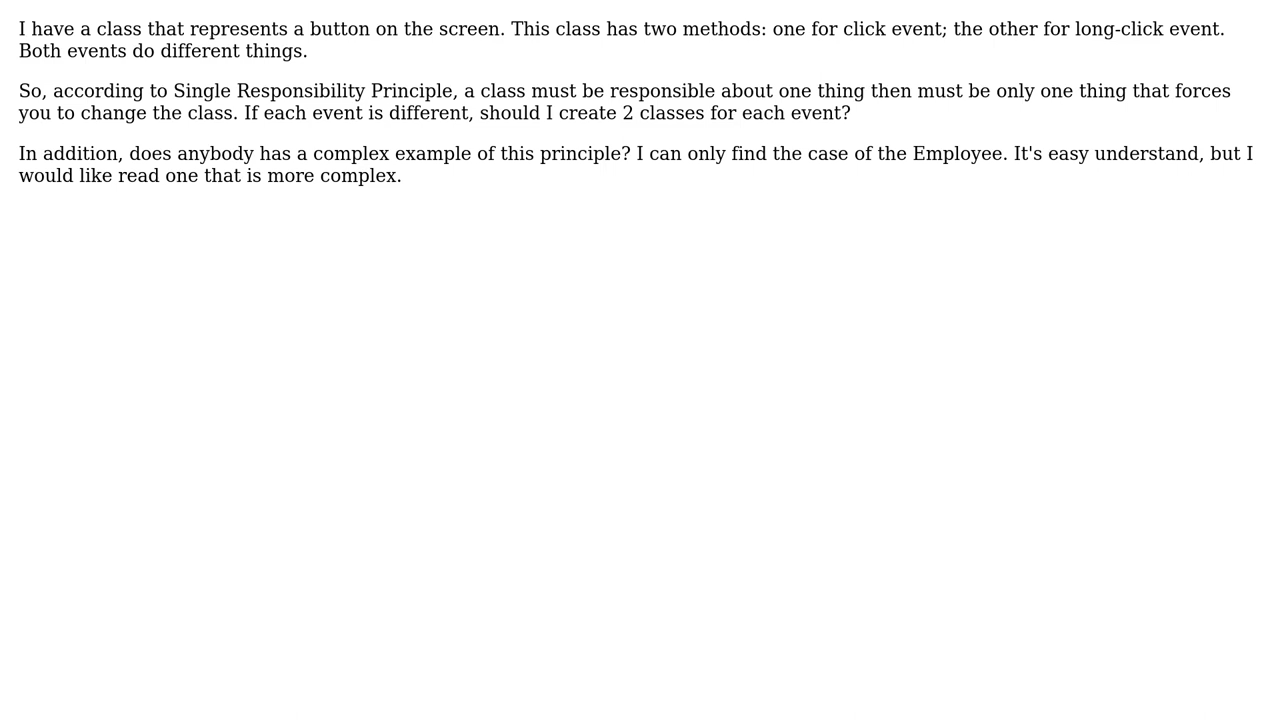 I have a class that represents a button on the screen. This class has two methods: one for click event; the other for long-click event.
Both events do different things.
So, according to Single Responsibility Principle, a class must be responsible about one thing then must be only one thing that forces
you to change the class. If each event is different, should I create 2 classes for each event?
In addition, does anybody has a complex example of this principle? I can only find the case of the Employee. It's easy understand, but I
would like read one that is more complex.